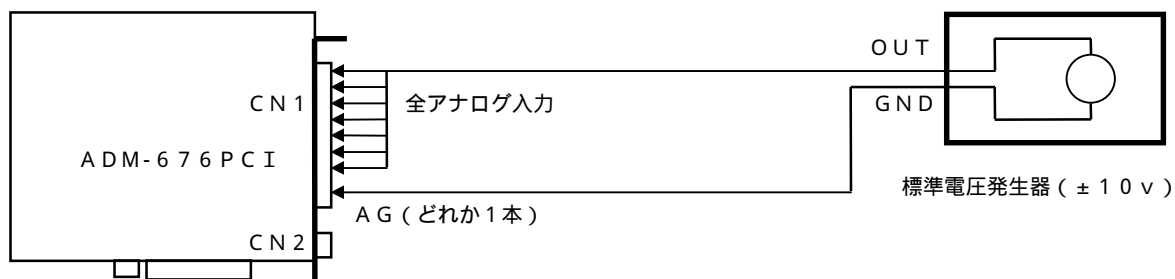 OUT
CN1
全アナログ入力
GND
ADM-676PCI
標準電圧発生器(±10v)
AG(どれか1本)
CN2